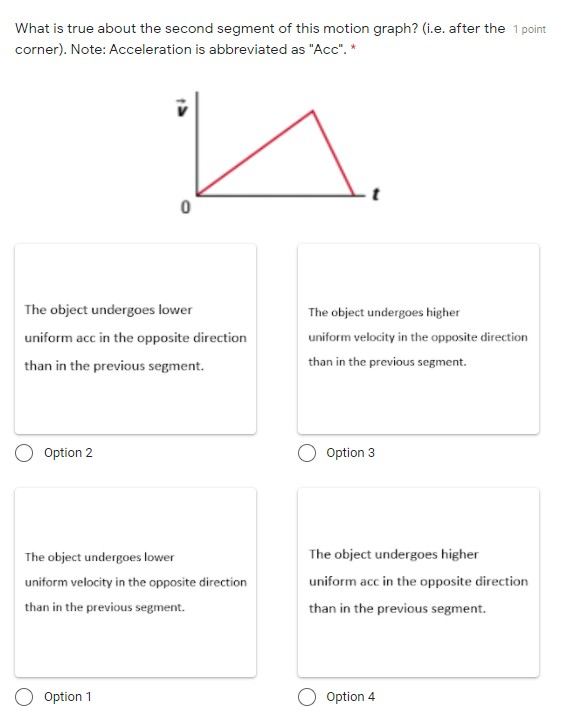 What is true about the second segment of this motion graph? (i.e. after the 1 point
corner). Note: Acceleration is abbreviated as "Acc". *
v
0
t
The object undergoes lower
uniform acc in the opposite direction
than in the previous segment.
Option 2
The object undergoes higher
uniform velocity in the opposite direction
than in the previous segment.
Option 3
The object undergoes lower
uniform velocity in the opposite direction
than in the previous segment.
Option 1
The object undergoes higher
uniform acc in the opposite direction
than in the previous segment.
Option 4